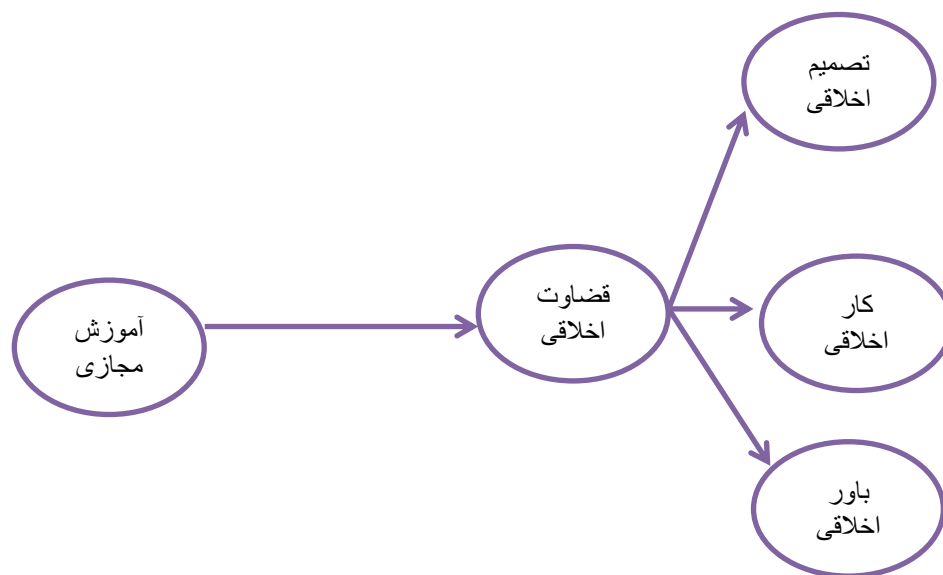 تصمیم
اخلاقی
قضاوت
اخلاقی
کار
اخلاقی
آموزش
مجازی
باور
اخلاقی